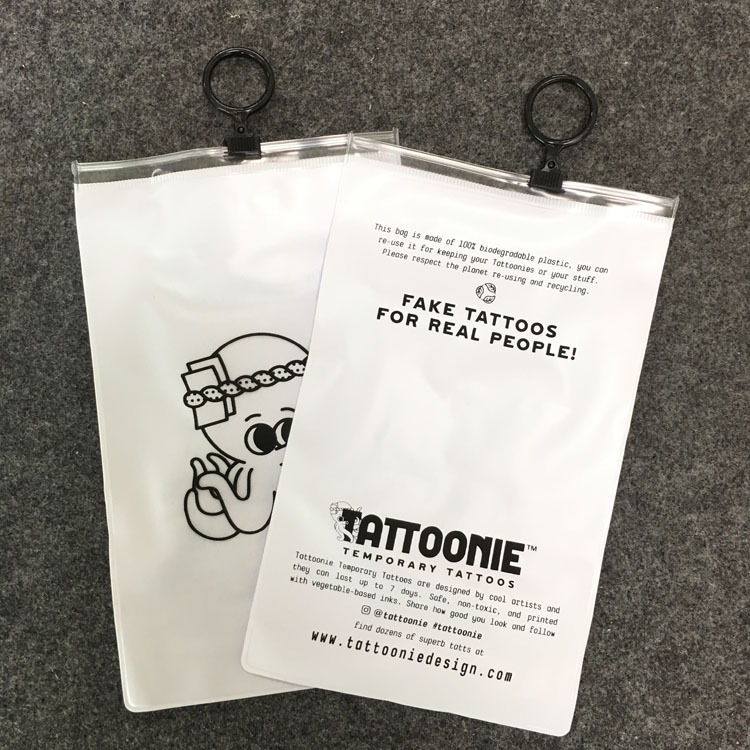 This bag is made of 100% biodegradable plastic, you can
re-use it for keeping your Tattoonies or your stuff.
Please respect the planet re-using and recycling.
FAKE TATTOOS
FOR REAL PEOPLE!
TATTOONIE™
TEMPORARY TATTOOS
Tattoonie Temporary Tattoos are designed by cool artists and
they can last up to 7 days. Safe, non-toxic, and printed
with vegetable-based inks. Share how good you look and follow
@tattoonie #tattoonie
find dozens of superb tatts at
www.tattooniedesign.com